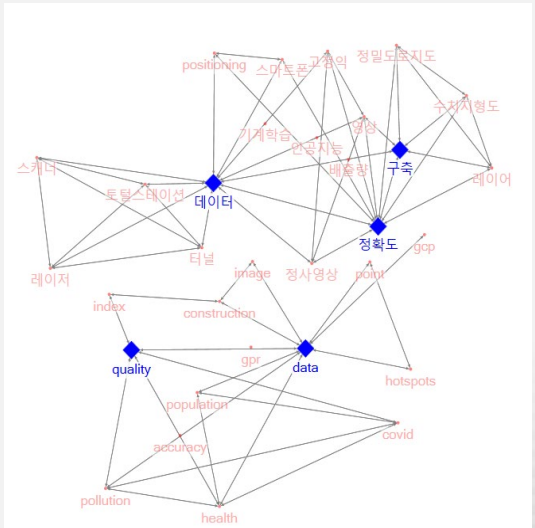 positioning
스마트폰
고정의
정밀도로지도
수치지형도
기계학습
영상
인공지능
배출량
구축
스캐너
레이어
토털스테이션
데이터
정확도
터널
gcp
레이저
image
정사영상
point
index
construction
gpr
quality
data
hotspots
population
covid
accuracy
pollution
health